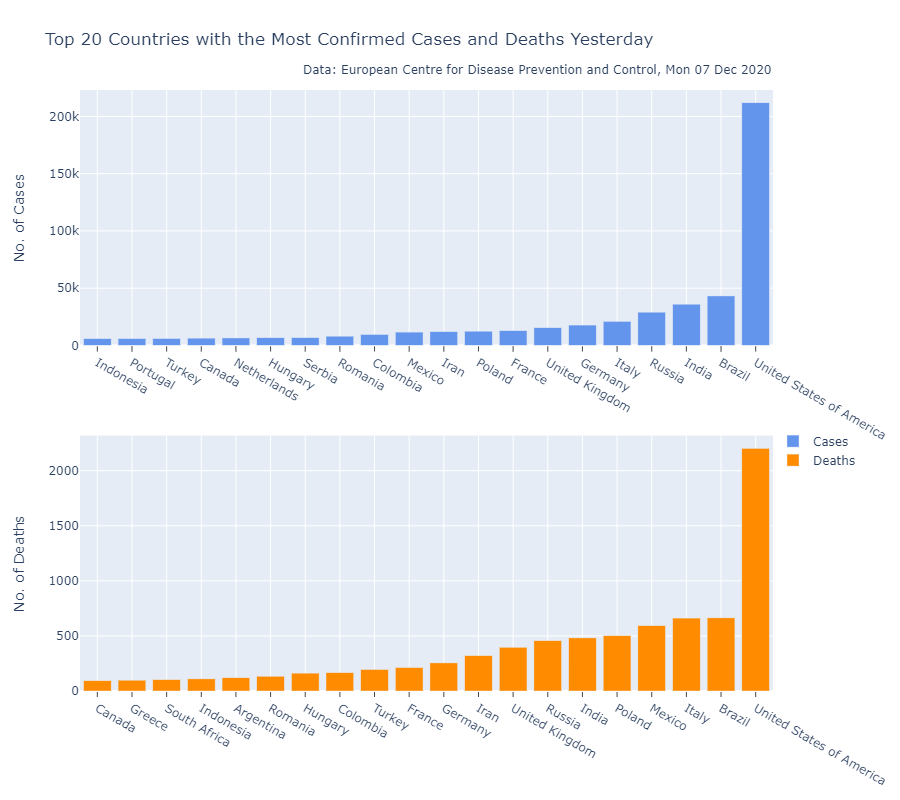 Top 20 Countries with the Most Confirmed Cases and Deaths Yesterday
Data: European Centre for Disease Prevention and Control, Mon 07 Dec 2020
No. of Cases
200k
150k
100k
50k
0
Indonesia
Portugal
Turkey
Canada
Netherlands
Hungary
Serbia
Romania
Colombia
Mexico
Iran
Poland
France
United Kingdom
Germany
Italy
Russia
India
Brazil
United States of America
Cases
Deaths
No. of Deaths
2000
1500
1000
500
0
Canada
Greece
South Africa
Indonesia
Argentina
Romania
Hungary
Colombia
Turkey
France
Germany
Iran
United Kingdom
Russia
India
Poland
Mexico
Italy
Brazil
United States of America